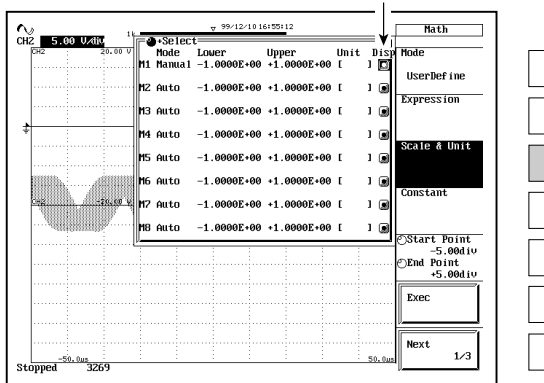 99/12/10 16:55:12
CH2 5.00 V/div
CH2 20.00 V
+Select
Mode Lower Upper Unit Disp
M1 Manual -1.0000E+00 +1.0000E+00 [ ]
M2 Auto -1.0000E+00 +1.0000E+00 [ ]
M3 Auto -1.0000E+00 +1.0000E+00 [ ]
M4 Auto -1.0000E+00 +1.0000E+00 [ ]
M5 Auto -1.0000E+00 +1.0000E+00 [ ]
M6 Auto -1.0000E+00 +1.0000E+00 [ ]
M7 Auto -1.0000E+00 +1.0000E+00 [ ]
M8 Auto -1.0000E+00 +1.0000E+00 [ ]
CH2 -20.00 V
-50.0us
50.0us
Stopped 3269
Math
Mode
UserDefine
Expression
Scale & Unit
Constant
Start Point
-5.00div
End Point
+5.00div
Exec
Next
1/3